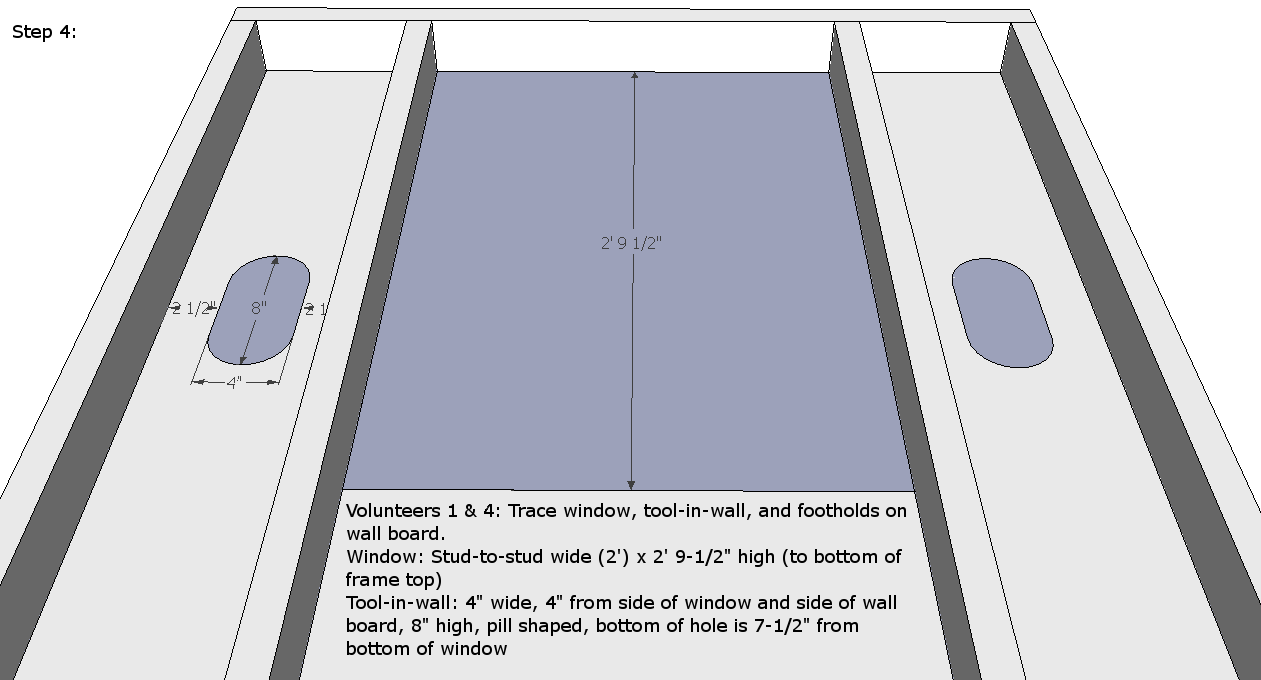 Step 4:
2' 9 1/2"
2 1/2"
8"
2 1
4"
Volunteers 1 & 4: Trace window, tool-in-wall, and footholds on
wall board.
Window: Stud-to-stud wide (2') x 2' 9-1/2" high (to bottom of
frame top)
Tool-in-wall: 4" wide, 4" from side of window and side of wall
board, 8" high, pill shaped, bottom of hole is 7-1/2" from
bottom of window